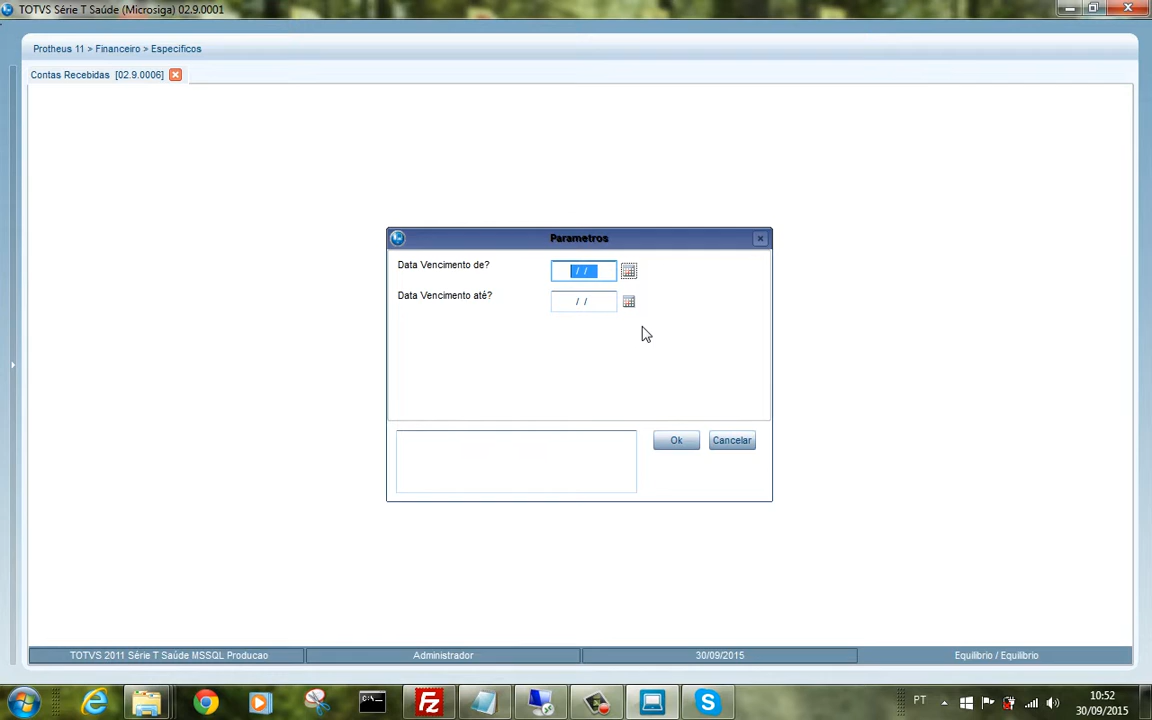 TOTVS Série T Saúde (Microsiga) 02.9.0001
Protheus 11 > Financeiro > Especificos
Contas Recebidas [02.9.0006]
Parametros
Data Vencimento de?
/ /
Data Vencimento até?
/ /
Ok
Cancelar
TOTVS 2011 Série T Saúde MSSQL Producao
Administrador
30/09/2015
Equilibrio / Equilibrio
PT
10:52
30/09/2015